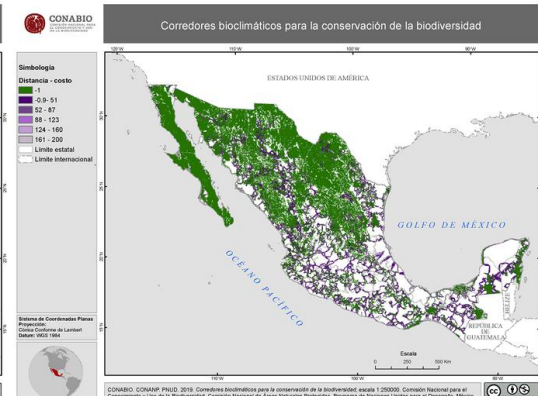 CONABIO
Corredores bioclimáticos para la conservación de la biodiversidad
Simbología
Distancia - costo
-1
-0.9- 51
52 - 87
88 - 123
124 - 160
161 - 200
Límite estatal
Límite internacional
Sistema de Coordenadas Planas
Proyección:
Cónica Conforme de Lambert
Datum: WGS 1984
ESTADOS UNIDOS DE AMÉRICA
GOLFO DE MÉXICO
OCÉANO PACÍFICO
BELIZE
REPÚBLICA
DE
GUATEMALA
Escala
0 250 500 Km
CONABIO. CONANP. PNUD. 2019. Corredores bioclimáticos para la conservación de la biodiversidad, escala 1:250000. Comisión Nacional para el